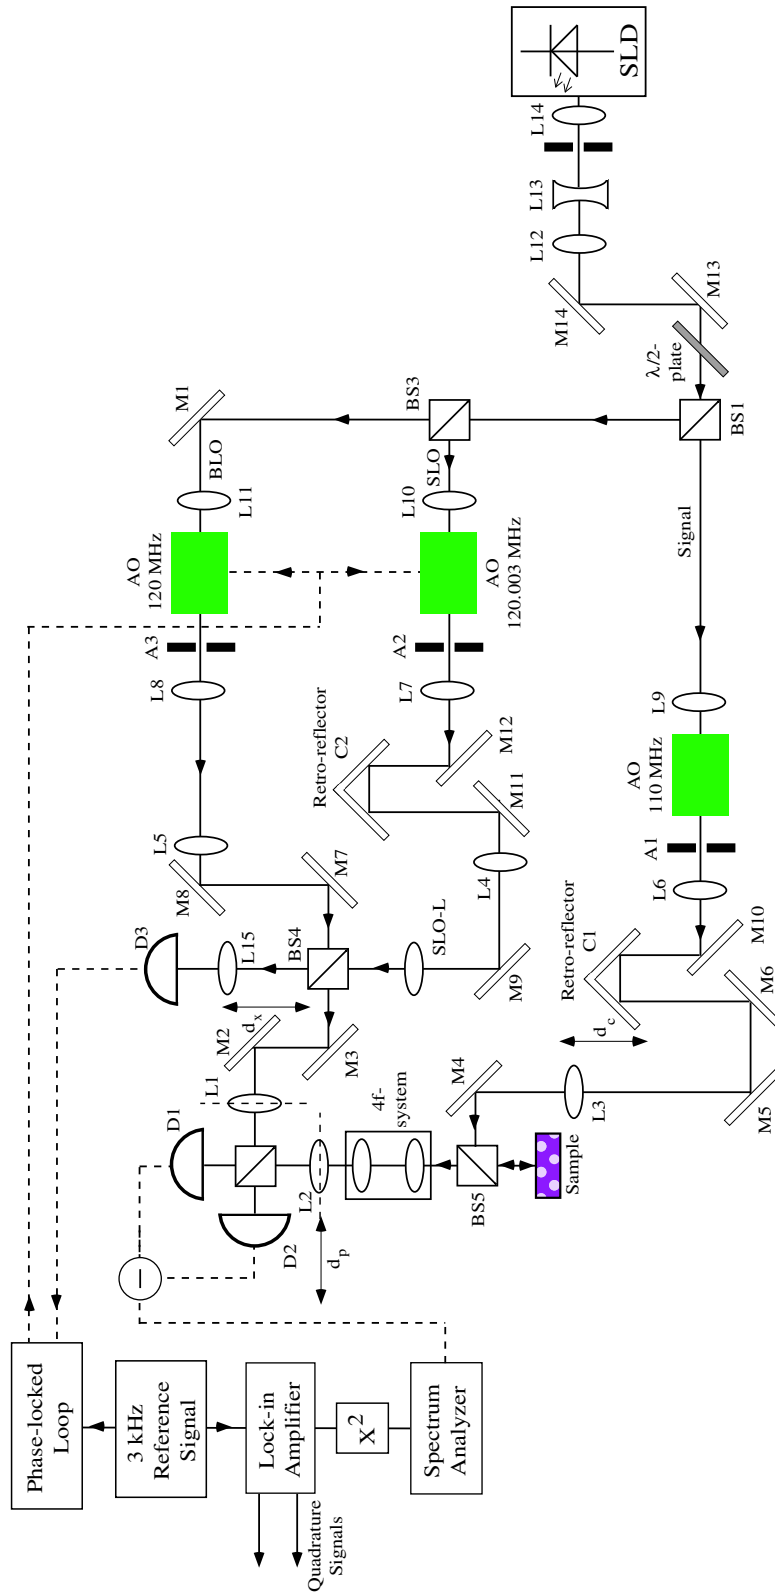 Phase-locked
Loop
3 kHz
Reference
Signal
Lock-in
Amplifier
X2
Spectrum
Analyzer
Quadrature
Signals
D1
D2
dp
L1
L2
4f-
system
M2
M3
dx
D3
L15
BS4
SLO-L
M4
BS5
Sample
L3
dc
M5
M6
M8
M7
L5
L8
A3
AO
120 MHz
L11
BLO
M1
M9
L4
M11
M12
Retro-reflector
C2
L7
A2
AO
120.003 MHz
L10
SLO
BS3
Retro-reflector
C1
M10
L6
A1
AO
110 MHz
L9
Signal
BS1
λ/2-
plate
M13
M14
L12
L13
L14
SLD